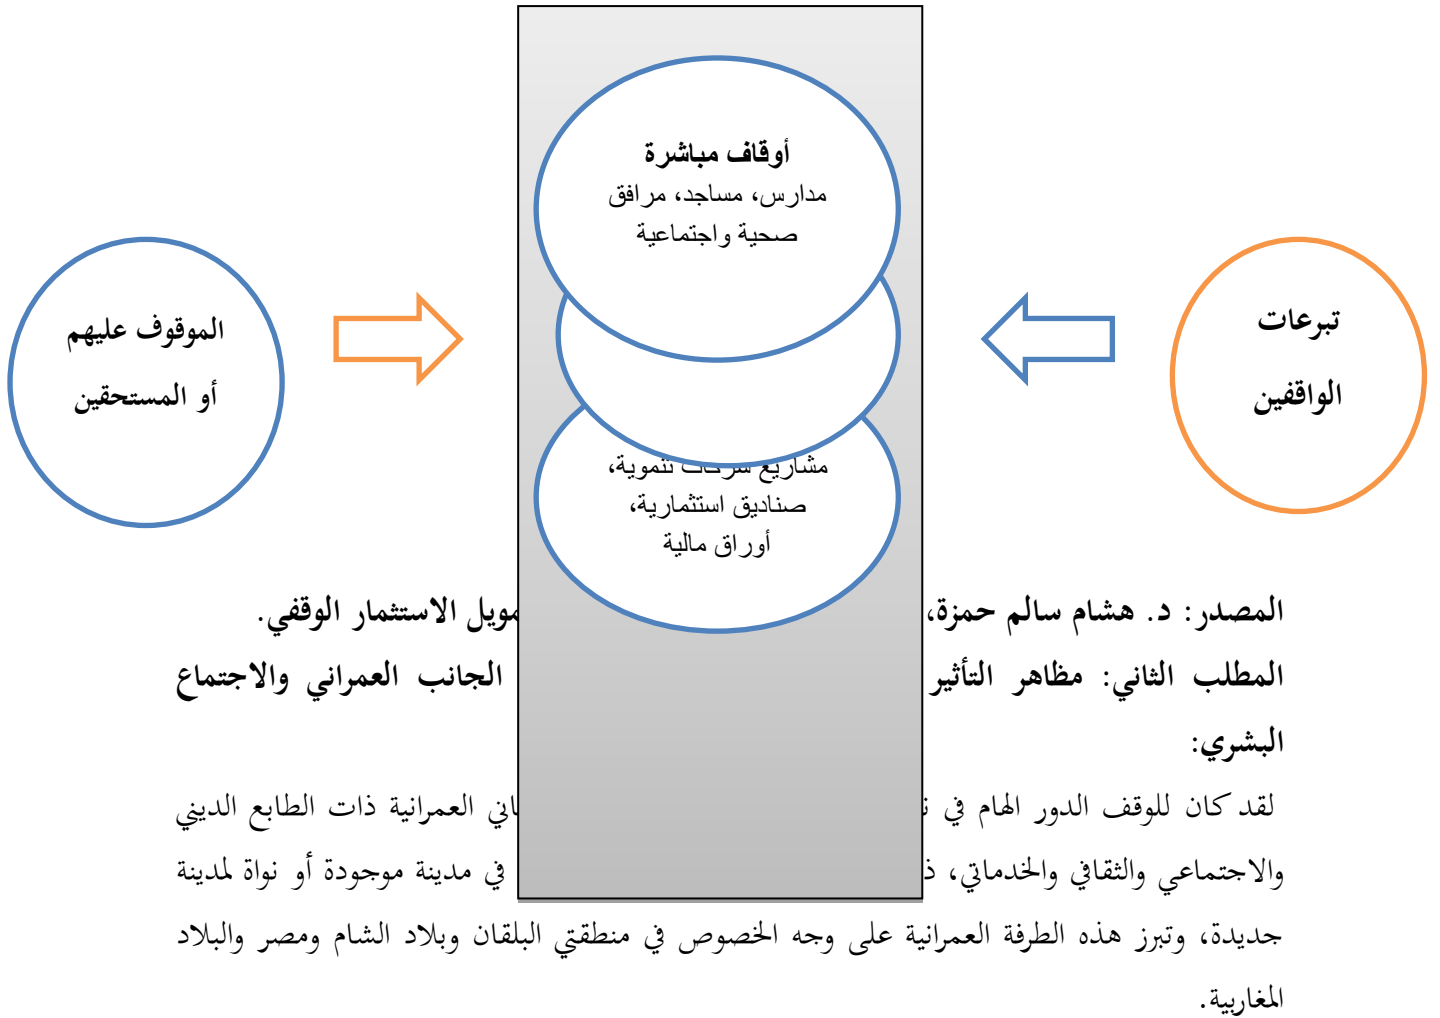 أوقاف مباشرة
مدارس، مساجد، مرافق
صحية واجتماعية
تبرعات
الواقفين
الموقوف عليهم
أو المستحقين
مشاريع شركات تنموية،
صناديق استثمارية،
أوراق مالية
المصدر: د. هشام سالم حمزة، مويل الاستثمار الوقفي.
المطلب الثاني: مظاهر التأثير الجانب العمراني والاجتماع
البشري:
لقد كان للوقف الدور الهام في اني العمرانية ذات الطابع الديني
والاجتماعي والثقافي والخدماتي، في مدينة موجودة أو نواة لمدينة
جديدة، وتبرز هذه الطرفة العمرانية على وجه الخصوص في منطقتي البلقان وبلاد الشام ومصر والبلاد
المغاربية.